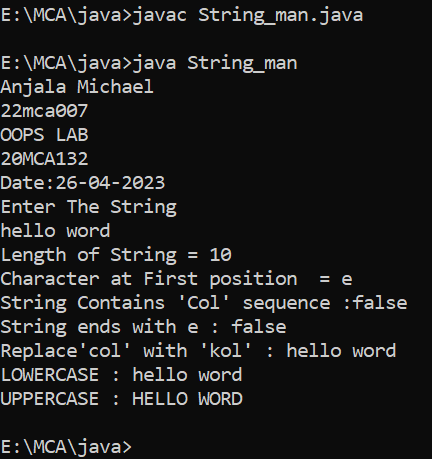 E:\MCA\java>javac String_man.java
E:\MCA\java>java String_man
Anjala Michael
22mca007
OOPS LAB
20MCA132
Date:26-04-2023
Enter The String
hello word
Length of String = 10
Character at First position  = e
String Contains 'Col' sequence :false
String ends with e : false
Replace'col' with 'kol' : hello word
LOWERCASE : hello word
UPPERCASE : HELLO WORD
E:\MCA\java>